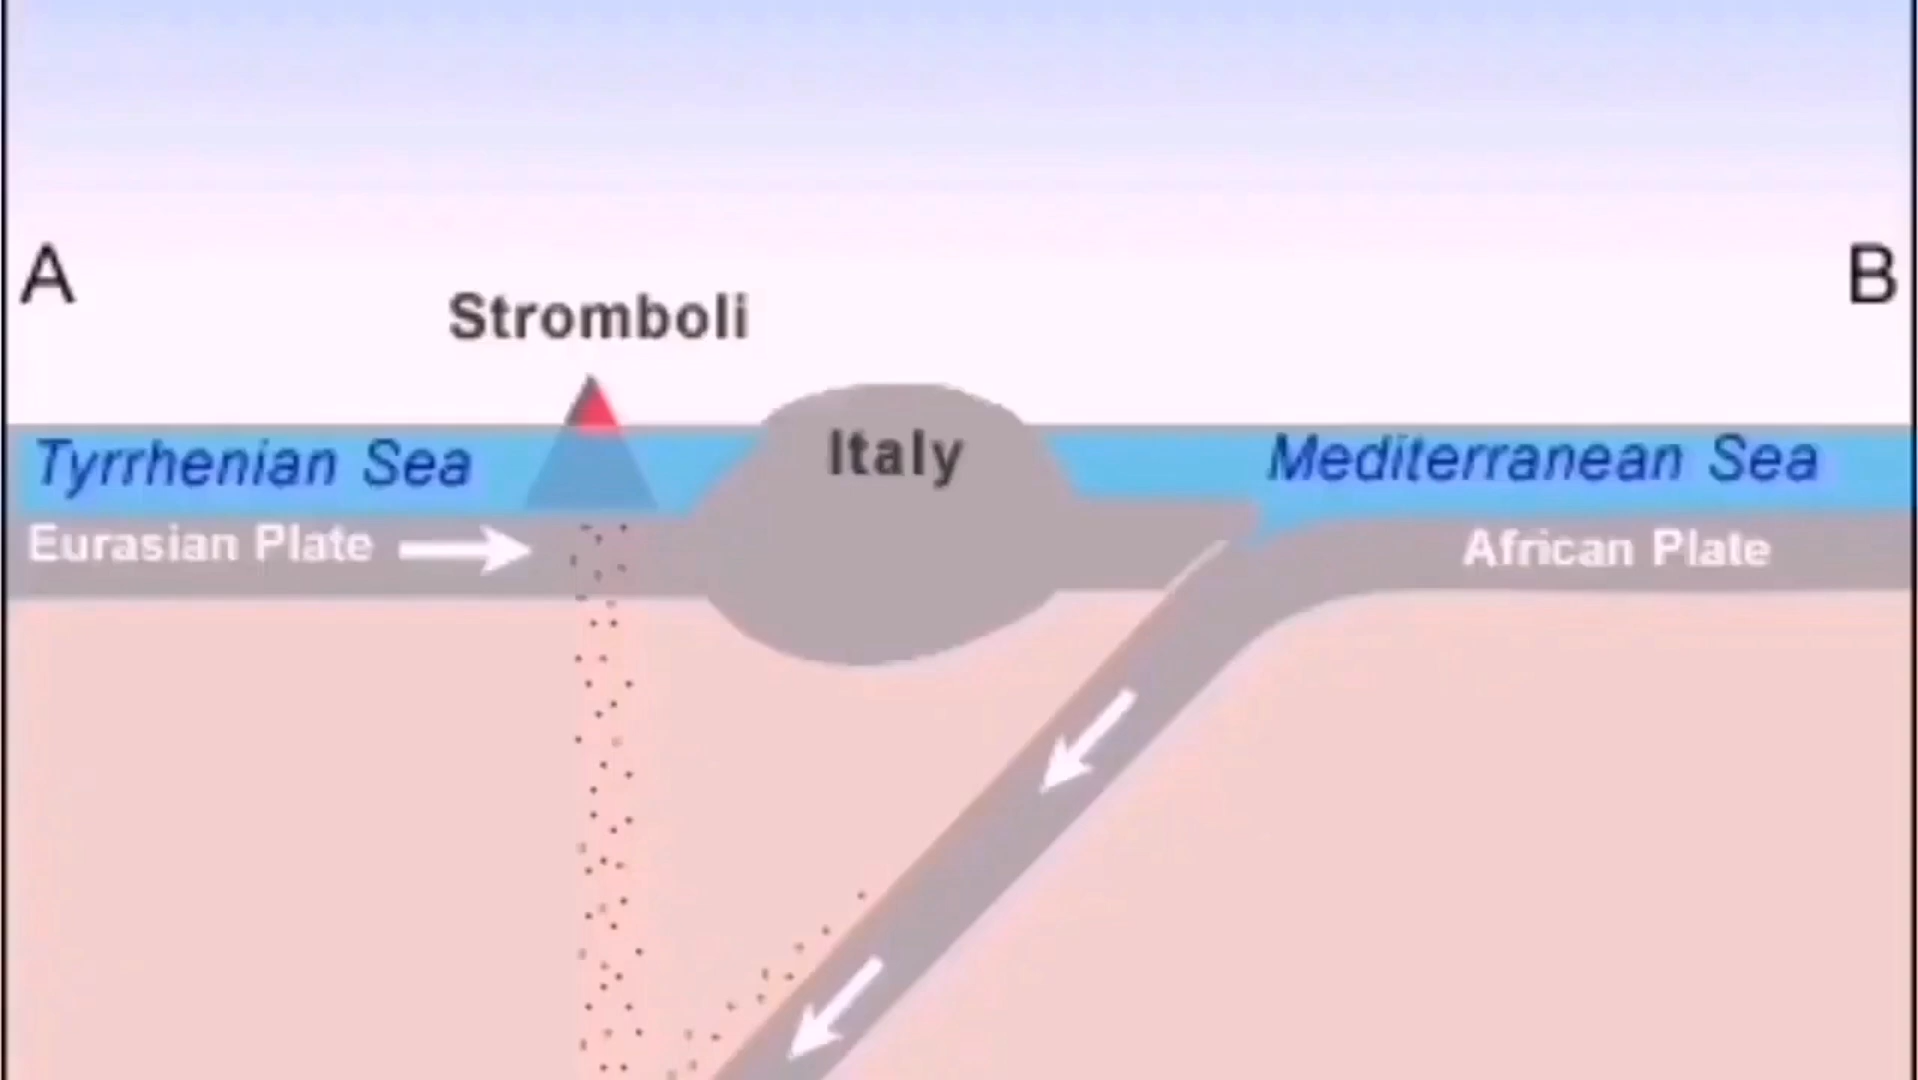 A
B
Stromboli
Italy
Tyrrhenian Sea
Mediterranean Sea
Eurasian Plate
African Plate